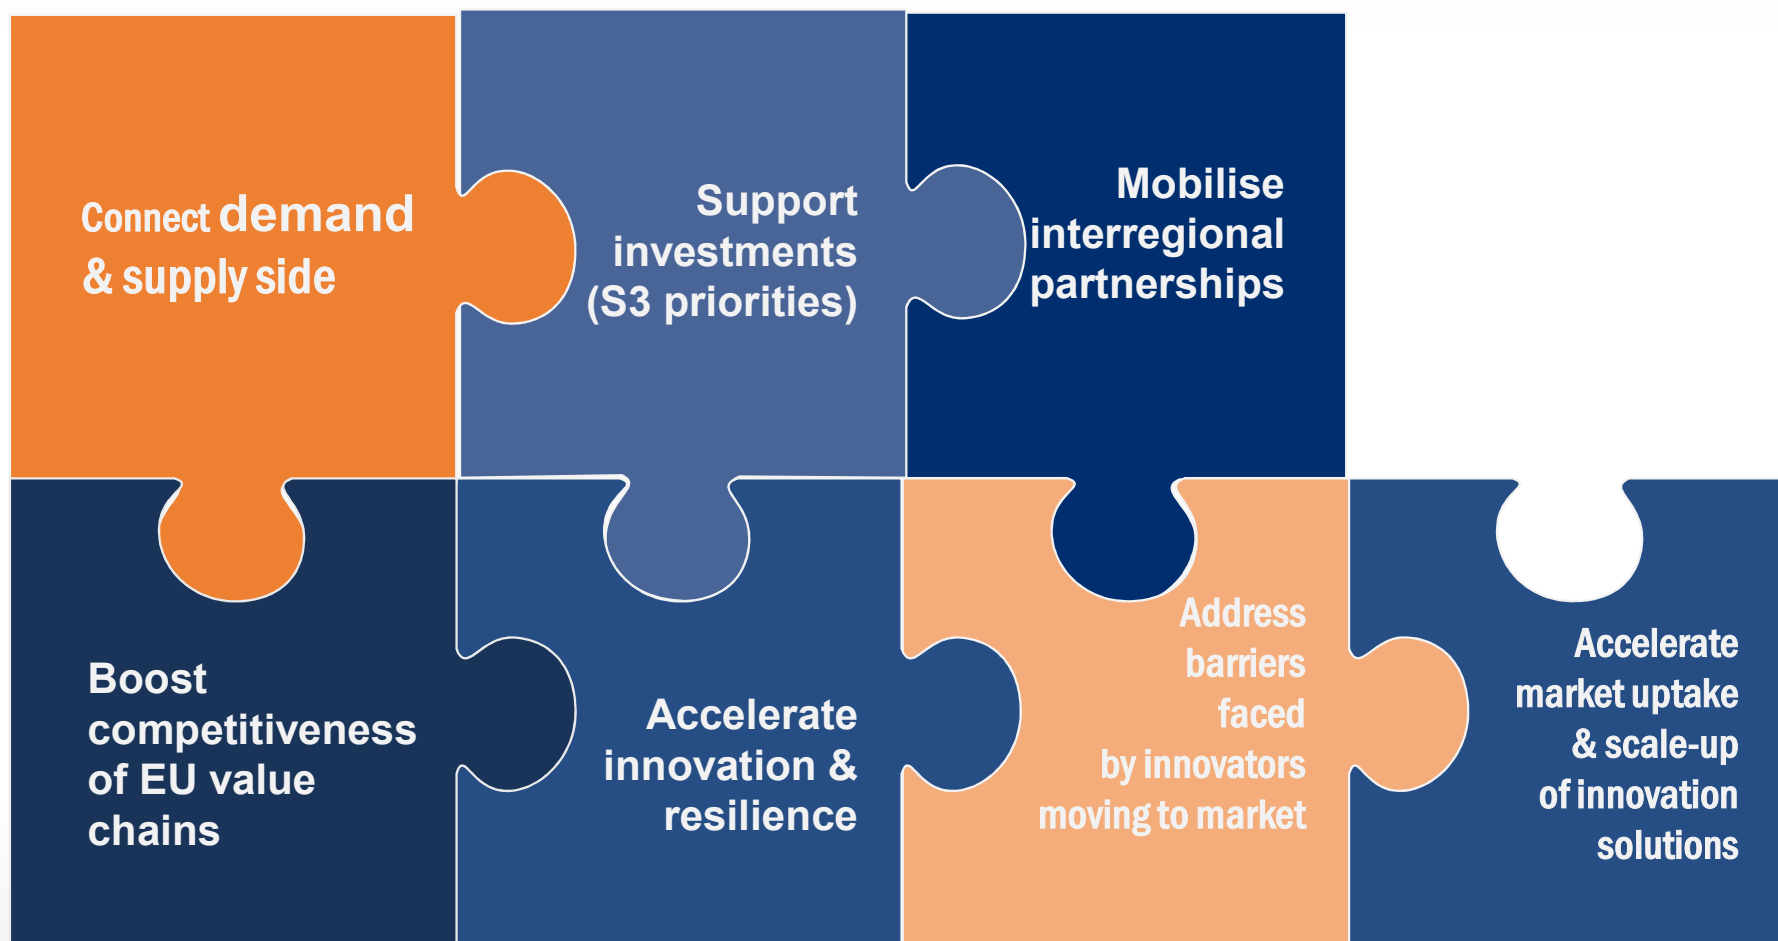 Connect demand
& supply side
Support
investments
(S3 priorities)
Mobilise
interregional
partnerships
Boost
competitiveness
of EU value
chains
Accelerate
innovation &
resilience
Address
barriers
faced
by innovators
moving to market
Accelerate
market uptake
& scale-up
of innovation
solutions